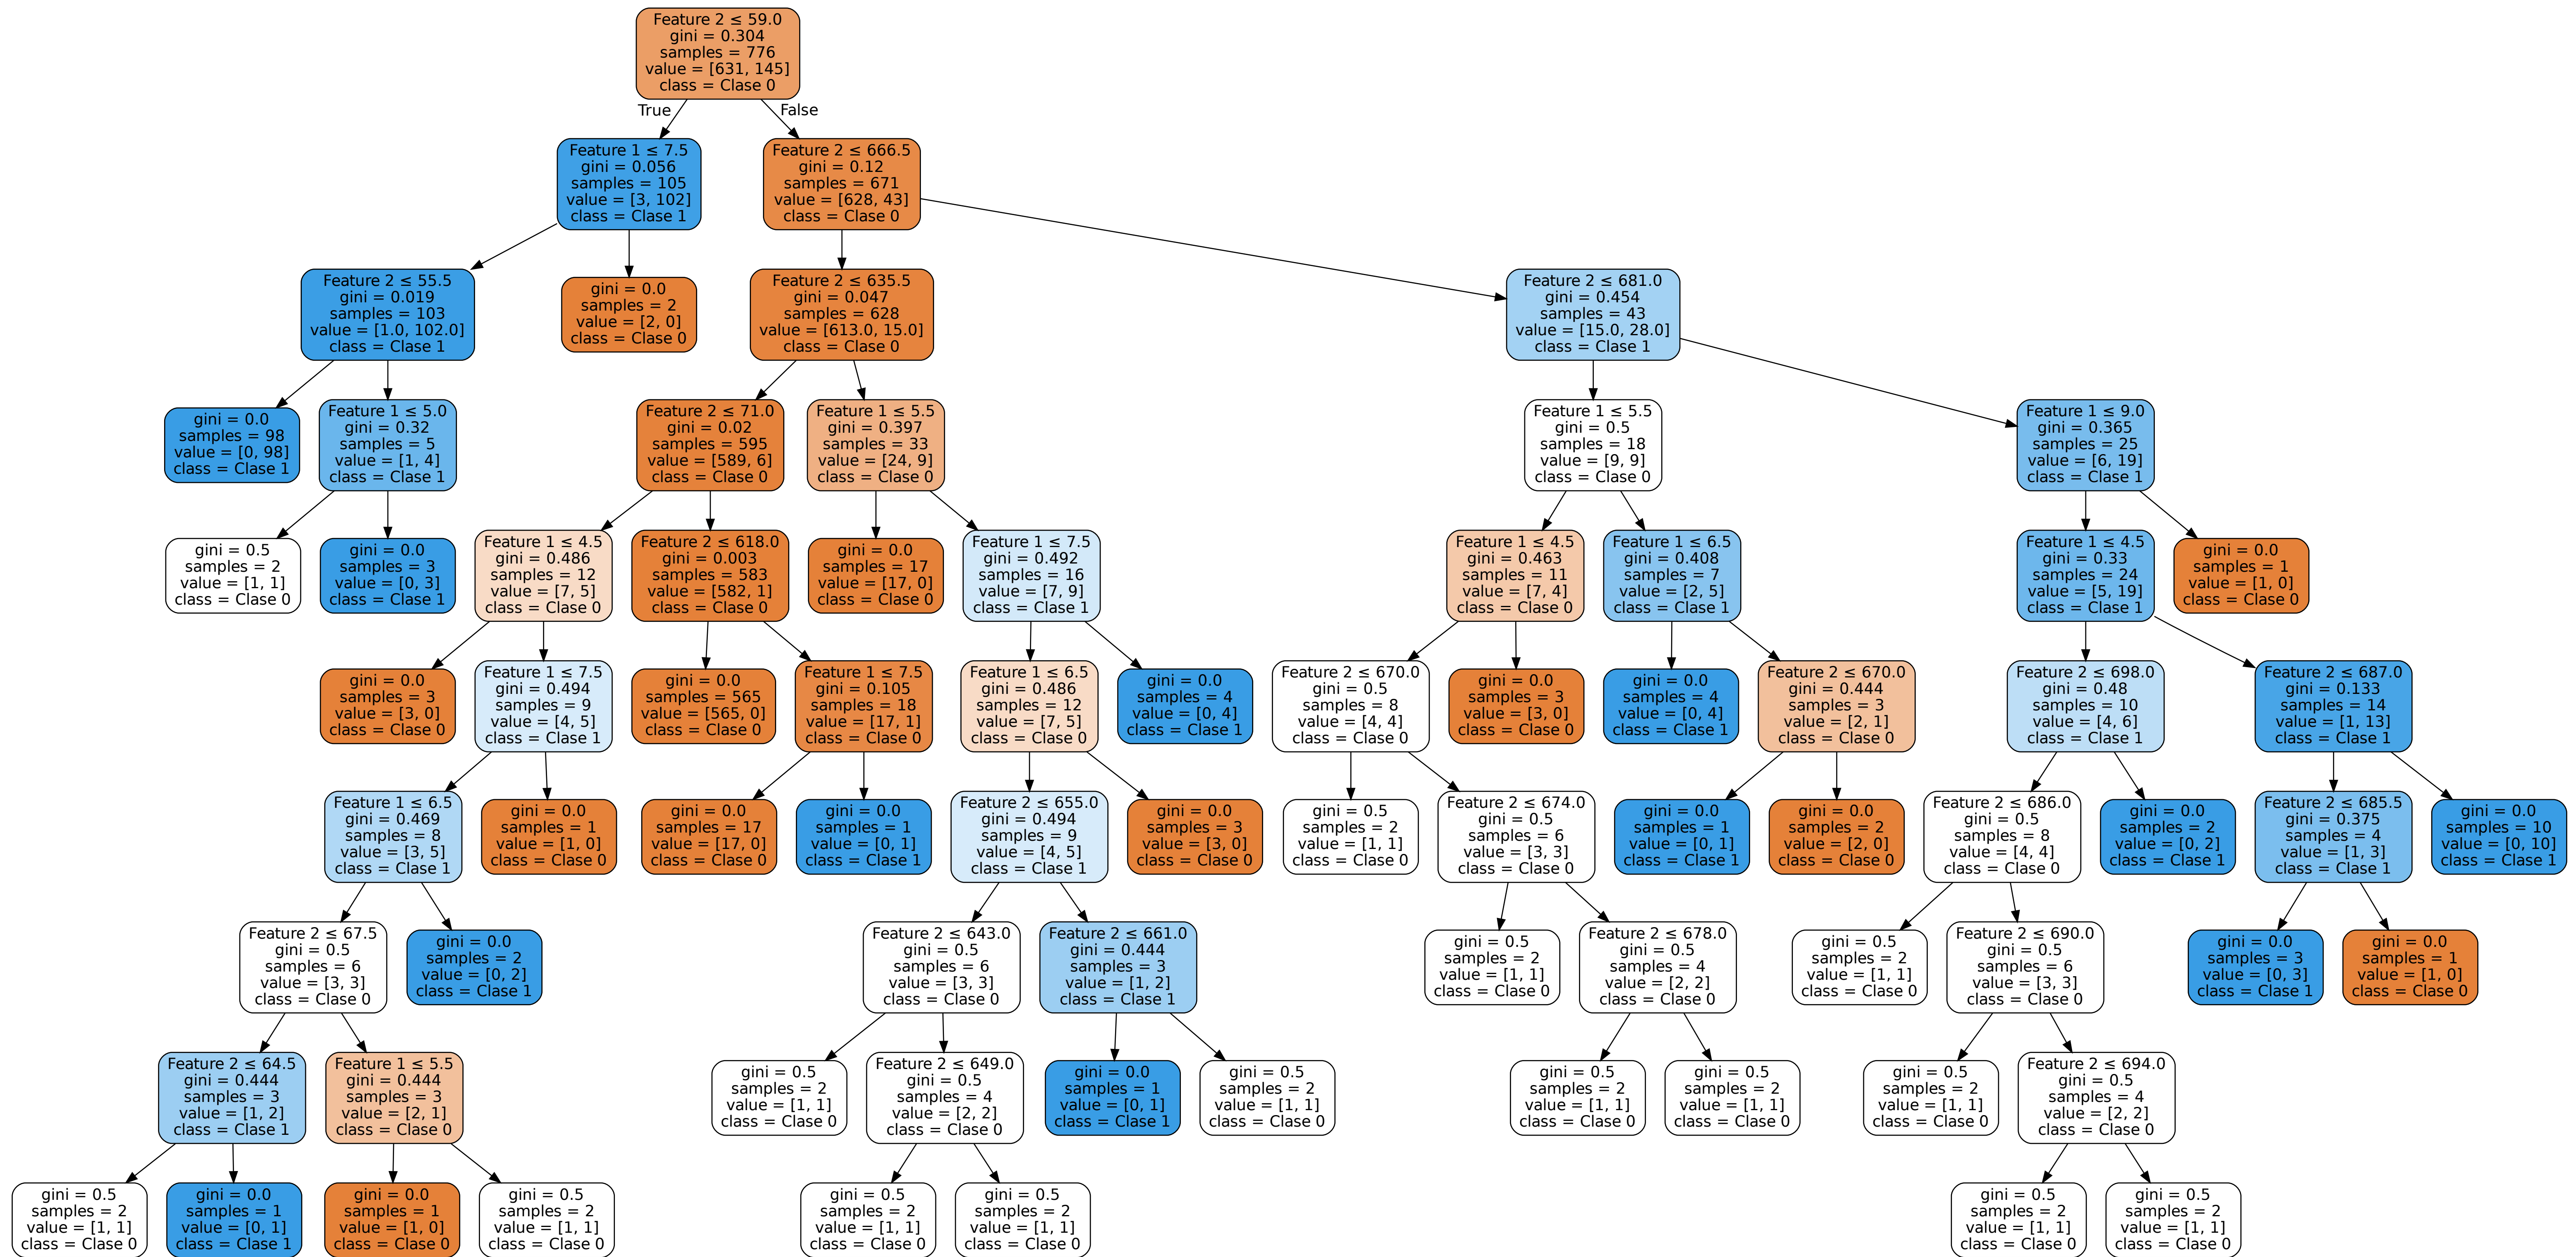 Feature 2 ≤ 59.0
gini = 0.304
samples = 776
value = [631, 145]
class = Clase 0
True
False
Feature 1 ≤ 7.5
gini = 0.056
samples = 105
value = [3, 102]
class = Clase 1
Feature 2 ≤ 666.5
gini = 0.12
samples = 671
value = [628, 43]
class = Clase 0
Feature 2 ≤ 55.5
gini = 0.019
samples = 103
value = [1.0, 102.0]
class = Clase 1
gini = 0.0
samples = 2
value = [2, 0]
class = Clase 0
Feature 2 ≤ 635.5
gini = 0.047
samples = 628
value = [613.0, 15.0]
class = Clase 0
Feature 2 ≤ 681.0
gini = 0.454
samples = 43
value = [15.0, 28.0]
class = Clase 1
gini = 0.0
samples = 98
value = [0, 98]
class = Clase 1
Feature 1 ≤ 5.0
gini = 0.32
samples = 5
value = [1, 4]
class = Clase 1
Feature 2 ≤ 71.0
gini = 0.02
samples = 595
value = [589, 6]
class = Clase 0
Feature 1 ≤ 5.5
gini = 0.397
samples = 33
value = [24, 9]
class = Clase 0
Feature 1 ≤ 5.5
gini = 0.5
samples = 18
value = [9, 9]
class = Clase 0
Feature 1 ≤ 9.0
gini = 0.365
samples = 25
value = [6, 19]
class = Clase 1
gini = 0.5
samples = 2
value = [1, 1]
class = Clase 0
gini = 0.0
samples = 3
value = [0, 3]
class = Clase 1
Feature 1 ≤ 4.5
gini = 0.486
samples = 12
value = [7, 5]
class = Clase 0
Feature 2 ≤ 618.0
gini = 0.003
samples = 583
value = [582, 1]
class = Clase 0
gini = 0.0
samples = 17
value = [17, 0]
class = Clase 0
Feature 1 ≤ 7.5
gini = 0.492
samples = 16
value = [7, 9]
class = Clase 1
Feature 1 ≤ 4.5
gini = 0.463
samples = 11
value = [7, 4]
class = Clase 0
Feature 1 ≤ 6.5
gini = 0.408
samples = 7
value = [2, 5]
class = Clase 1
Feature 1 ≤ 4.5
gini = 0.33
samples = 24
value = [5, 19]
class = Clase 1
gini = 0.0
samples = 1
value = [1, 0]
class = Clase 0
gini = 0.0
samples = 3
value = [3, 0]
class = Clase 0
Feature 1 ≤ 7.5
gini = 0.494
samples = 9
value = [4, 5]
class = Clase 1
gini = 0.0
samples = 565
value = [565, 0]
class = Clase 0
Feature 1 ≤ 7.5
gini = 0.105
samples = 18
value = [17, 1]
class = Clase 0
Feature 1 ≤ 6.5
gini = 0.486
samples = 12
value = [7, 5]
class = Clase 0
gini = 0.0
samples = 4
value = [0, 4]
class = Clase 1
Feature 2 ≤ 670.0
gini = 0.5
samples = 8
value = [4, 4]
class = Clase 0
gini = 0.0
samples = 3
value = [3, 0]
class = Clase 0
gini = 0.0
samples = 4
value = [0, 4]
class = Clase 1
Feature 2 ≤ 670.0
gini = 0.444
samples = 3
value = [2, 1]
class = Clase 0
Feature 2 ≤ 698.0
gini = 0.48
samples = 10
value = [4, 6]
class = Clase 1
Feature 2 ≤ 687.0
gini = 0.133
samples = 14
value = [1, 13]
class = Clase 1
Feature 1 ≤ 6.5
gini = 0.469
samples = 8
value = [3, 5]
class = Clase 1
gini = 0.0
samples = 1
value = [1, 0]
class = Clase 0
gini = 0.0
samples = 17
value = [17, 0]
class = Clase 0
gini = 0.0
samples = 1
value = [0, 1]
class = Clase 1
Feature 2 ≤ 655.0
gini = 0.494
samples = 9
value = [4, 5]
class = Clase 1
gini = 0.0
samples = 3
value = [3, 0]
class = Clase 0
gini = 0.5
samples = 2
value = [1, 1]
class = Clase 0
Feature 2 ≤ 674.0
gini = 0.5
samples = 6
value = [3, 3]
class = Clase 0
gini = 0.0
samples = 1
value = [0, 1]
class = Clase 1
gini = 0.0
samples = 2
value = [2, 0]
class = Clase 0
Feature 2 ≤ 686.0
gini = 0.5
samples = 8
value = [4, 4]
class = Clase 0
gini = 0.0
samples = 2
value = [0, 2]
class = Clase 1
Feature 2 ≤ 685.5
gini = 0.375
samples = 4
value = [1, 3]
class = Clase 1
gini = 0.0
samples = 10
value = [0, 10]
class = Clase 1
Feature 2 ≤ 67.5
gini = 0.5
samples = 6
value = [3, 3]
class = Clase 0
gini = 0.0
samples = 2
value = [0, 2]
class = Clase 1
Feature 2 ≤ 643.0
gini = 0.5
samples = 6
value = [3, 3]
class = Clase 0
Feature 2 ≤ 661.0
gini = 0.444
samples = 3
value = [1, 2]
class = Clase 1
gini = 0.5
samples = 2
value = [1, 1]
class = Clase 0
Feature 2 ≤ 678.0
gini = 0.5
samples = 4
value = [2, 2]
class = Clase 0
gini = 0.5
samples = 2
value = [1, 1]
class = Clase 0
Feature 2 ≤ 690.0
gini = 0.5
samples = 6
value = [3, 3]
class = Clase 0
gini = 0.0
samples = 3
value = [0, 3]
class = Clase 1
gini = 0.0
samples = 1
value = [1, 0]
class = Clase 0
Feature 2 ≤ 64.5
gini = 0.444
samples = 3
value = [1, 2]
class = Clase 1
Feature 1 ≤ 5.5
gini = 0.444
samples = 3
value = [2, 1]
class = Clase 0
gini = 0.5
samples = 2
value = [1, 1]
class = Clase 0
Feature 2 ≤ 649.0
gini = 0.5
samples = 4
value = [2, 2]
class = Clase 0
gini = 0.0
samples = 1
value = [0, 1]
class = Clase 1
gini = 0.5
samples = 2
value = [1, 1]
class = Clase 0
gini = 0.5
samples = 2
value = [1, 1]
class = Clase 0
gini = 0.5
samples = 2
value = [1, 1]
class = Clase 0
gini = 0.5
samples = 2
value = [1, 1]
class = Clase 0
Feature 2 ≤ 694.0
gini = 0.5
samples = 4
value = [2, 2]
class = Clase 0
gini = 0.5
samples = 2
value = [1, 1]
class = Clase 0
gini = 0.0
samples = 1
value = [0, 1]
class = Clase 1
gini = 0.0
samples = 1
value = [1, 0]
class = Clase 0
gini = 0.5
samples = 2
value = [1, 1]
class = Clase 0
gini = 0.5
samples = 2
value = [1, 1]
class = Clase 0
gini = 0.5
samples = 2
value = [1, 1]
class = Clase 0
gini = 0.5
samples = 2
value = [1, 1]
class = Clase 0
gini = 0.5
samples = 2
value = [1, 1]
class = Clase 0